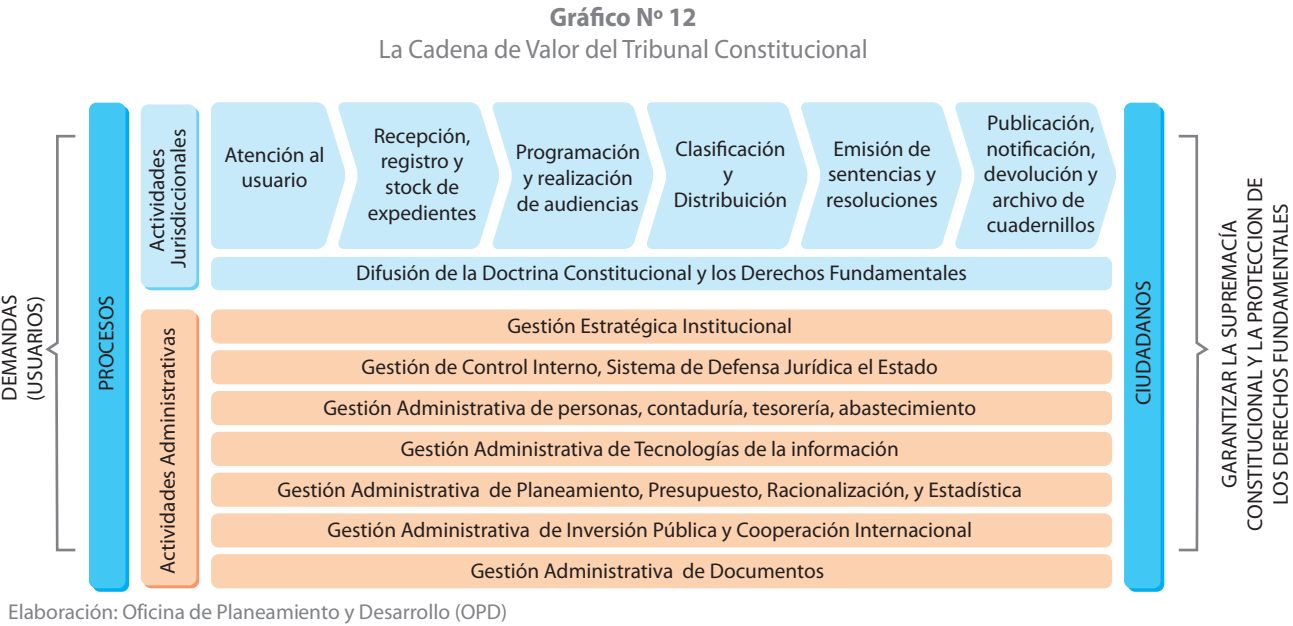 Gráfico Nº 12
La Cadena de Valor del Tribunal Constitucional
DEMANDAS
(USUARIOS)
PROCESOS
Actividades
Jurisdiccionales
Atención al
usuario
Recepción,
registro y
stock de
expedientes
Programación
y realización
de audiencias
Clasificación
y
Distribuición
Emisión de
sentencias y
resoluciones
Publicación,
notificación,
devolución y
archivo de
cuadernillos
Difusión de la Doctrina Constitucional y los Derechos Fundamentales
Actividades Administrativas
Gestión Estratégica Institucional
Gestión de Control Interno, Sistema de Defensa Jurídica el Estado
Gestión Administrativa de personas, contaduría, tesorería, abastecimiento
Gestión Administrativa de Tecnologías de la información
Gestión Administrativa de Planeamiento, Presupuesto, Racionalización, y Estadística
Gestión Administrativa de Inversión Pública y Cooperación Internacional
Gestión Administrativa de Documentos
CIUDADANOS
GARANTIZAR LA SUPREMACÍA
CONSTITUCIONAL Y LA PROTECCION DE
LOS DERECHOS FUNDAMENTALES
Elaboración: Oficina de Planeamiento y Desarrollo (OPD)